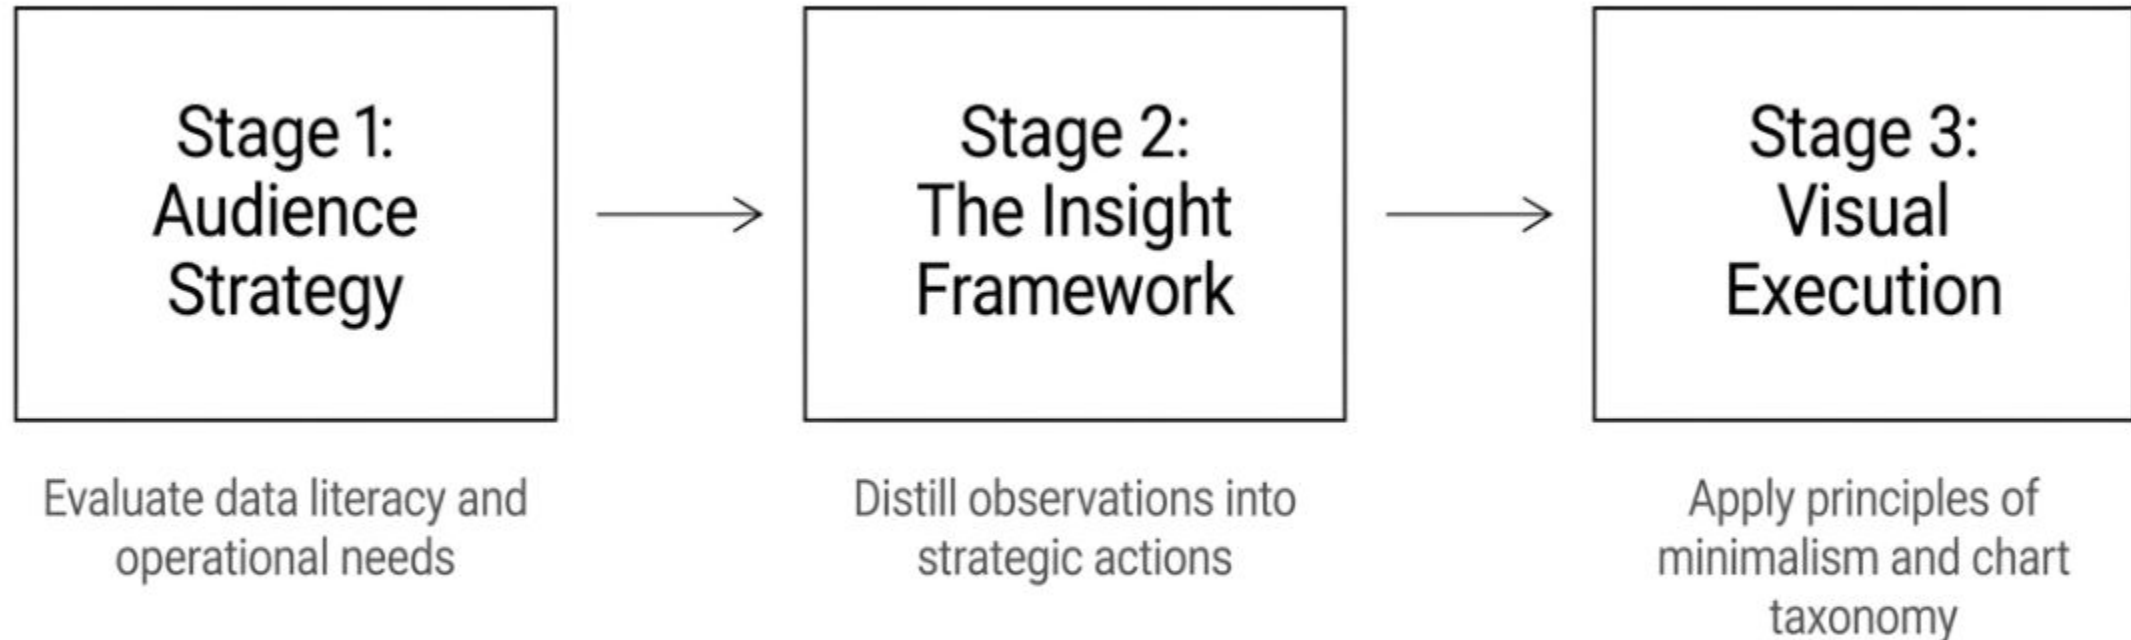 Stage 1:
Audience
Strategy
Evaluate data literacy and
operational needs
Stage 2:
The Insight
Framework
Distill observations into
strategic actions
Stage 3:
Visual
Execution
Apply principles of
minimalism and chart
taxonomy